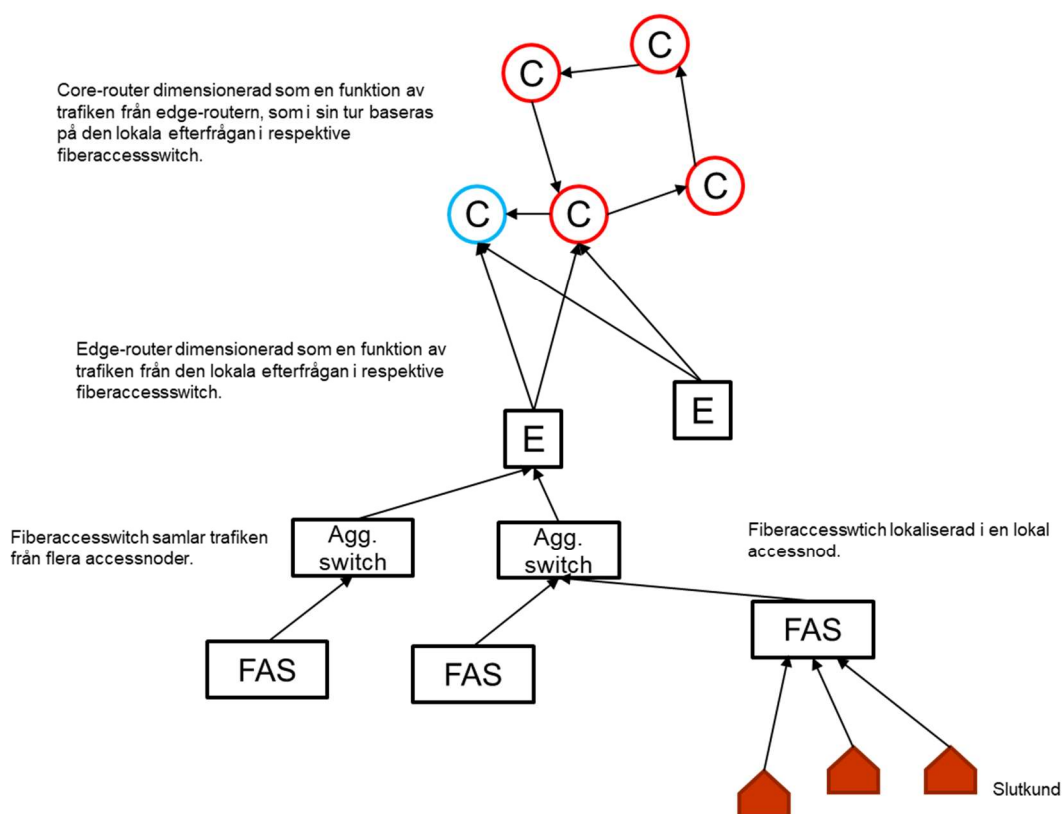 C
C
Core-router dimensionerad som en funktion av
trafiken från edge-routern, som i sin tur baseras
på den lokala efterfrågan i respektive
fiberaccessswitch.
C
C
C
Edge-router dimensionerad som en funktion av
trafiken från den lokala efterfrågan i respektive
fiberaccessswitch.
E
E
Fiberaccesswitch samlar trafiken
från flera accessnoder.
Agg.
switch
Agg.
switch
Fiberaccesswtich lokaliserad i en lokal
accessnod.
FAS
FAS
FAS
Slutkund